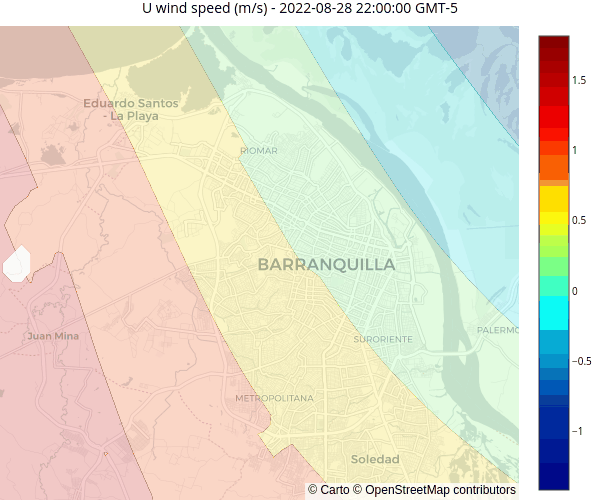 U wind speed (m/s) - 2022-08-28 22:00:00 GMT-5
Eduardo Santos
- La Playa
RIOMAR
BARRANQUILLA
Juan Mina
SURORIENTE
PALERMO
METROPOLITANA
Soledad
© Carto © OpenStreetMap contributors
1.5
1
0.5
0
−0.5
−1